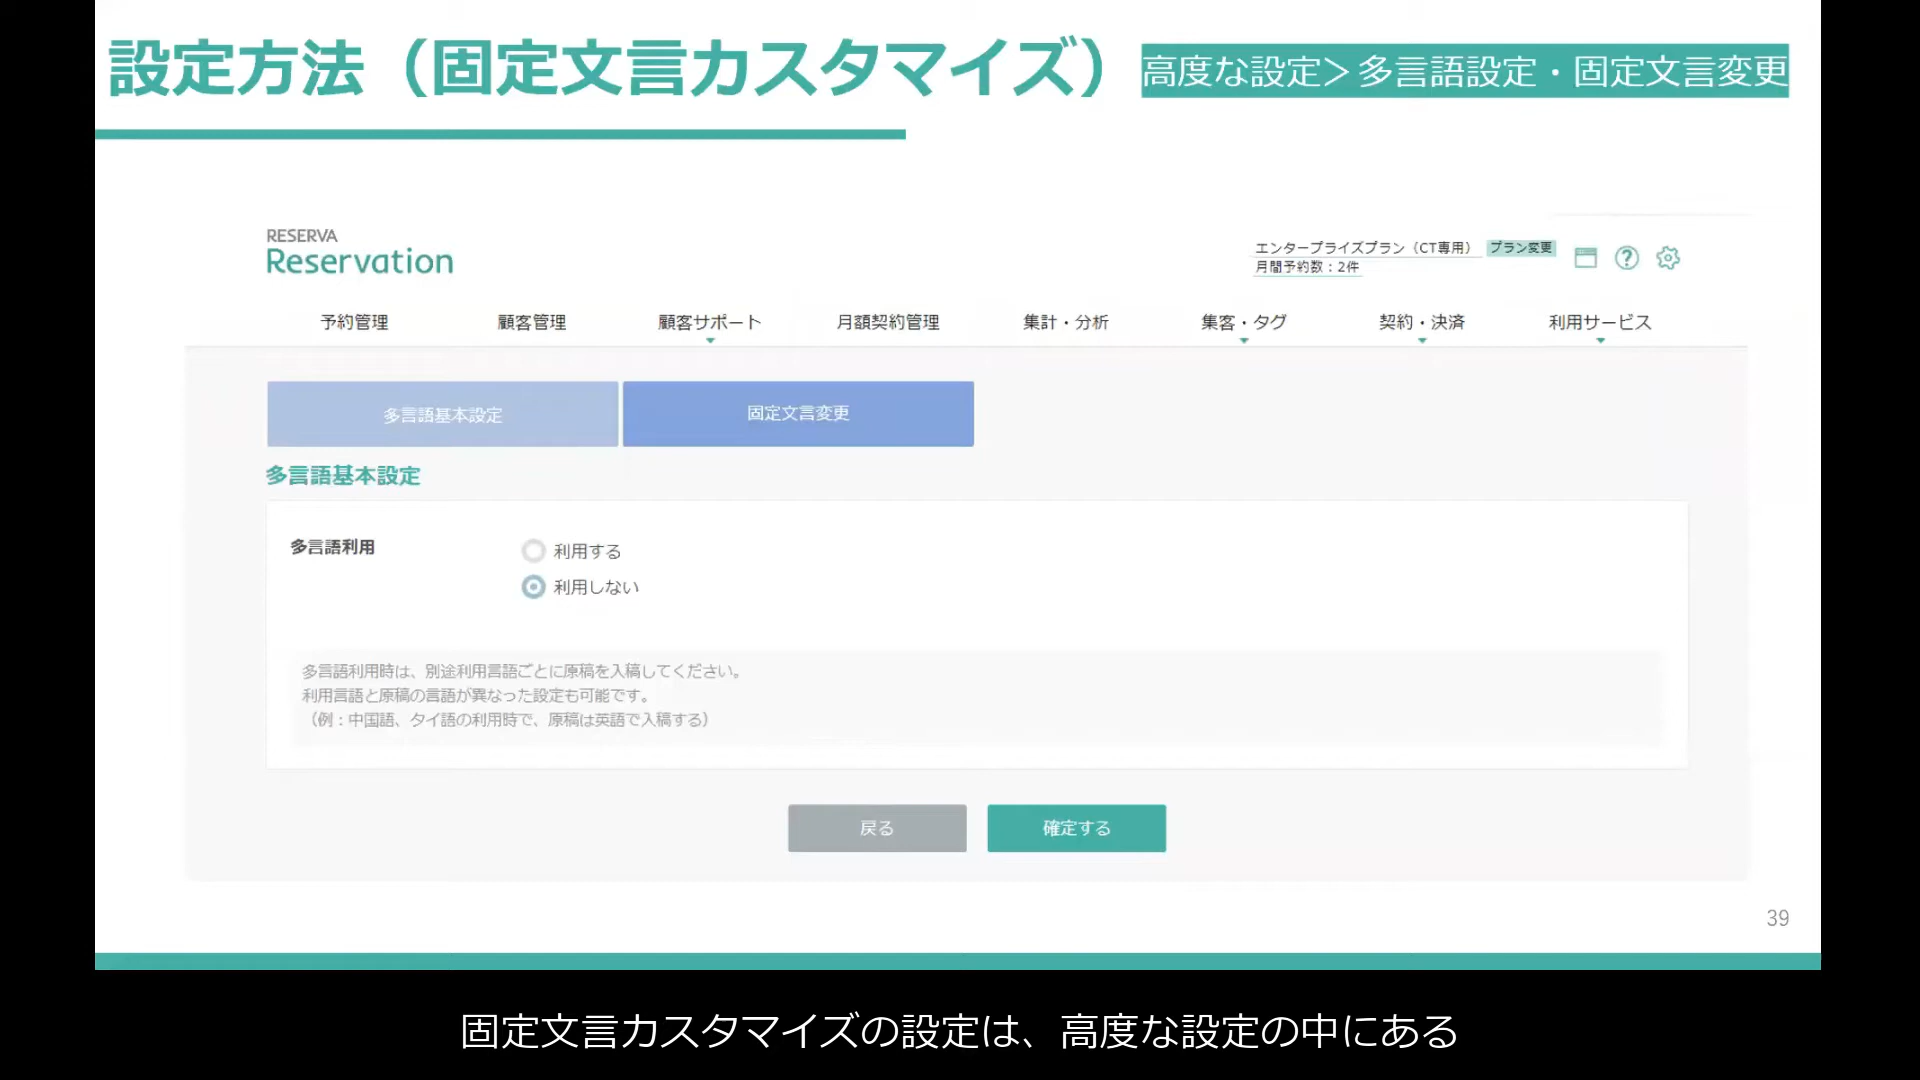 設定方法（固定文言カスタマイズ）
高度な設定＞多言語設定・固定文言変更
RESERVA
Reservation
エンタープライズプラン（CT専用）
プラン変更
月間予約数：2件
予約管理
顧客管理
顧客サポート
月額契約管理
集計・分析
集客・タグ
契約・決済
利用サービス
多言語基本設定
固定文言変更
多言語基本設定
多言語利用
利用する
利用しない
多言語利用時は、別途利用言語ごとに原稿を入稿してください。
利用言語と原稿の言語が異なった設定も可能です。
（例：中国語、タイ語の利用時で、原稿は英語で入稿する）
戻る
確定する
39
固定文言カスタマイズの設定は、高度な設定の中にある